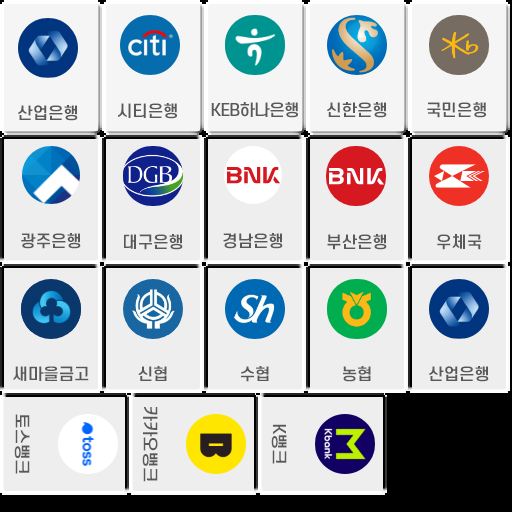 citi
Kb
산업은행
시티은행
KEB하나은행
신한은행
국민은행
DGB
BNK
BNK
광주은행
대구은행
경남은행
부산은행
우체국
Sh
새마을금고
신협
수협
농협
산업은행
토스뱅크
toss
카카오뱅크
B
K뱅크
Kbank